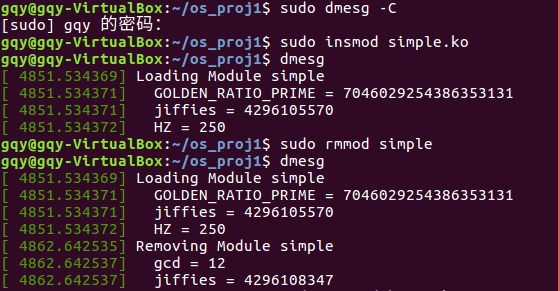 gqy@gqy-VirtualBox:~/os_proj1$ sudo dmesg -C
[sudo] gqy 的密码：
gqy@gqy-VirtualBox:~/os_proj1$ sudo insmod simple.ko
gqy@gqy-VirtualBox:~/os_proj1$ dmesg
[ 4851.534369] Loading Module simple
[ 4851.534371]   GOLDEN_RATIO_PRIME = 7046029254386353131
[ 4851.534371]   jiffies = 4296105570
[ 4851.534372]   HZ = 250
gqy@gqy-VirtualBox:~/os_proj1$ sudo rmmod simple
gqy@gqy-VirtualBox:~/os_proj1$ dmesg
[ 4851.534369] Loading Module simple
[ 4851.534371]   GOLDEN_RATIO_PRIME = 7046029254386353131
[ 4851.534371]   jiffies = 4296105570
[ 4851.534372]   HZ = 250
[ 4862.642535] Removing Module simple
[ 4862.642537]   gcd = 12
[ 4862.642537]   jiffies = 4296108347